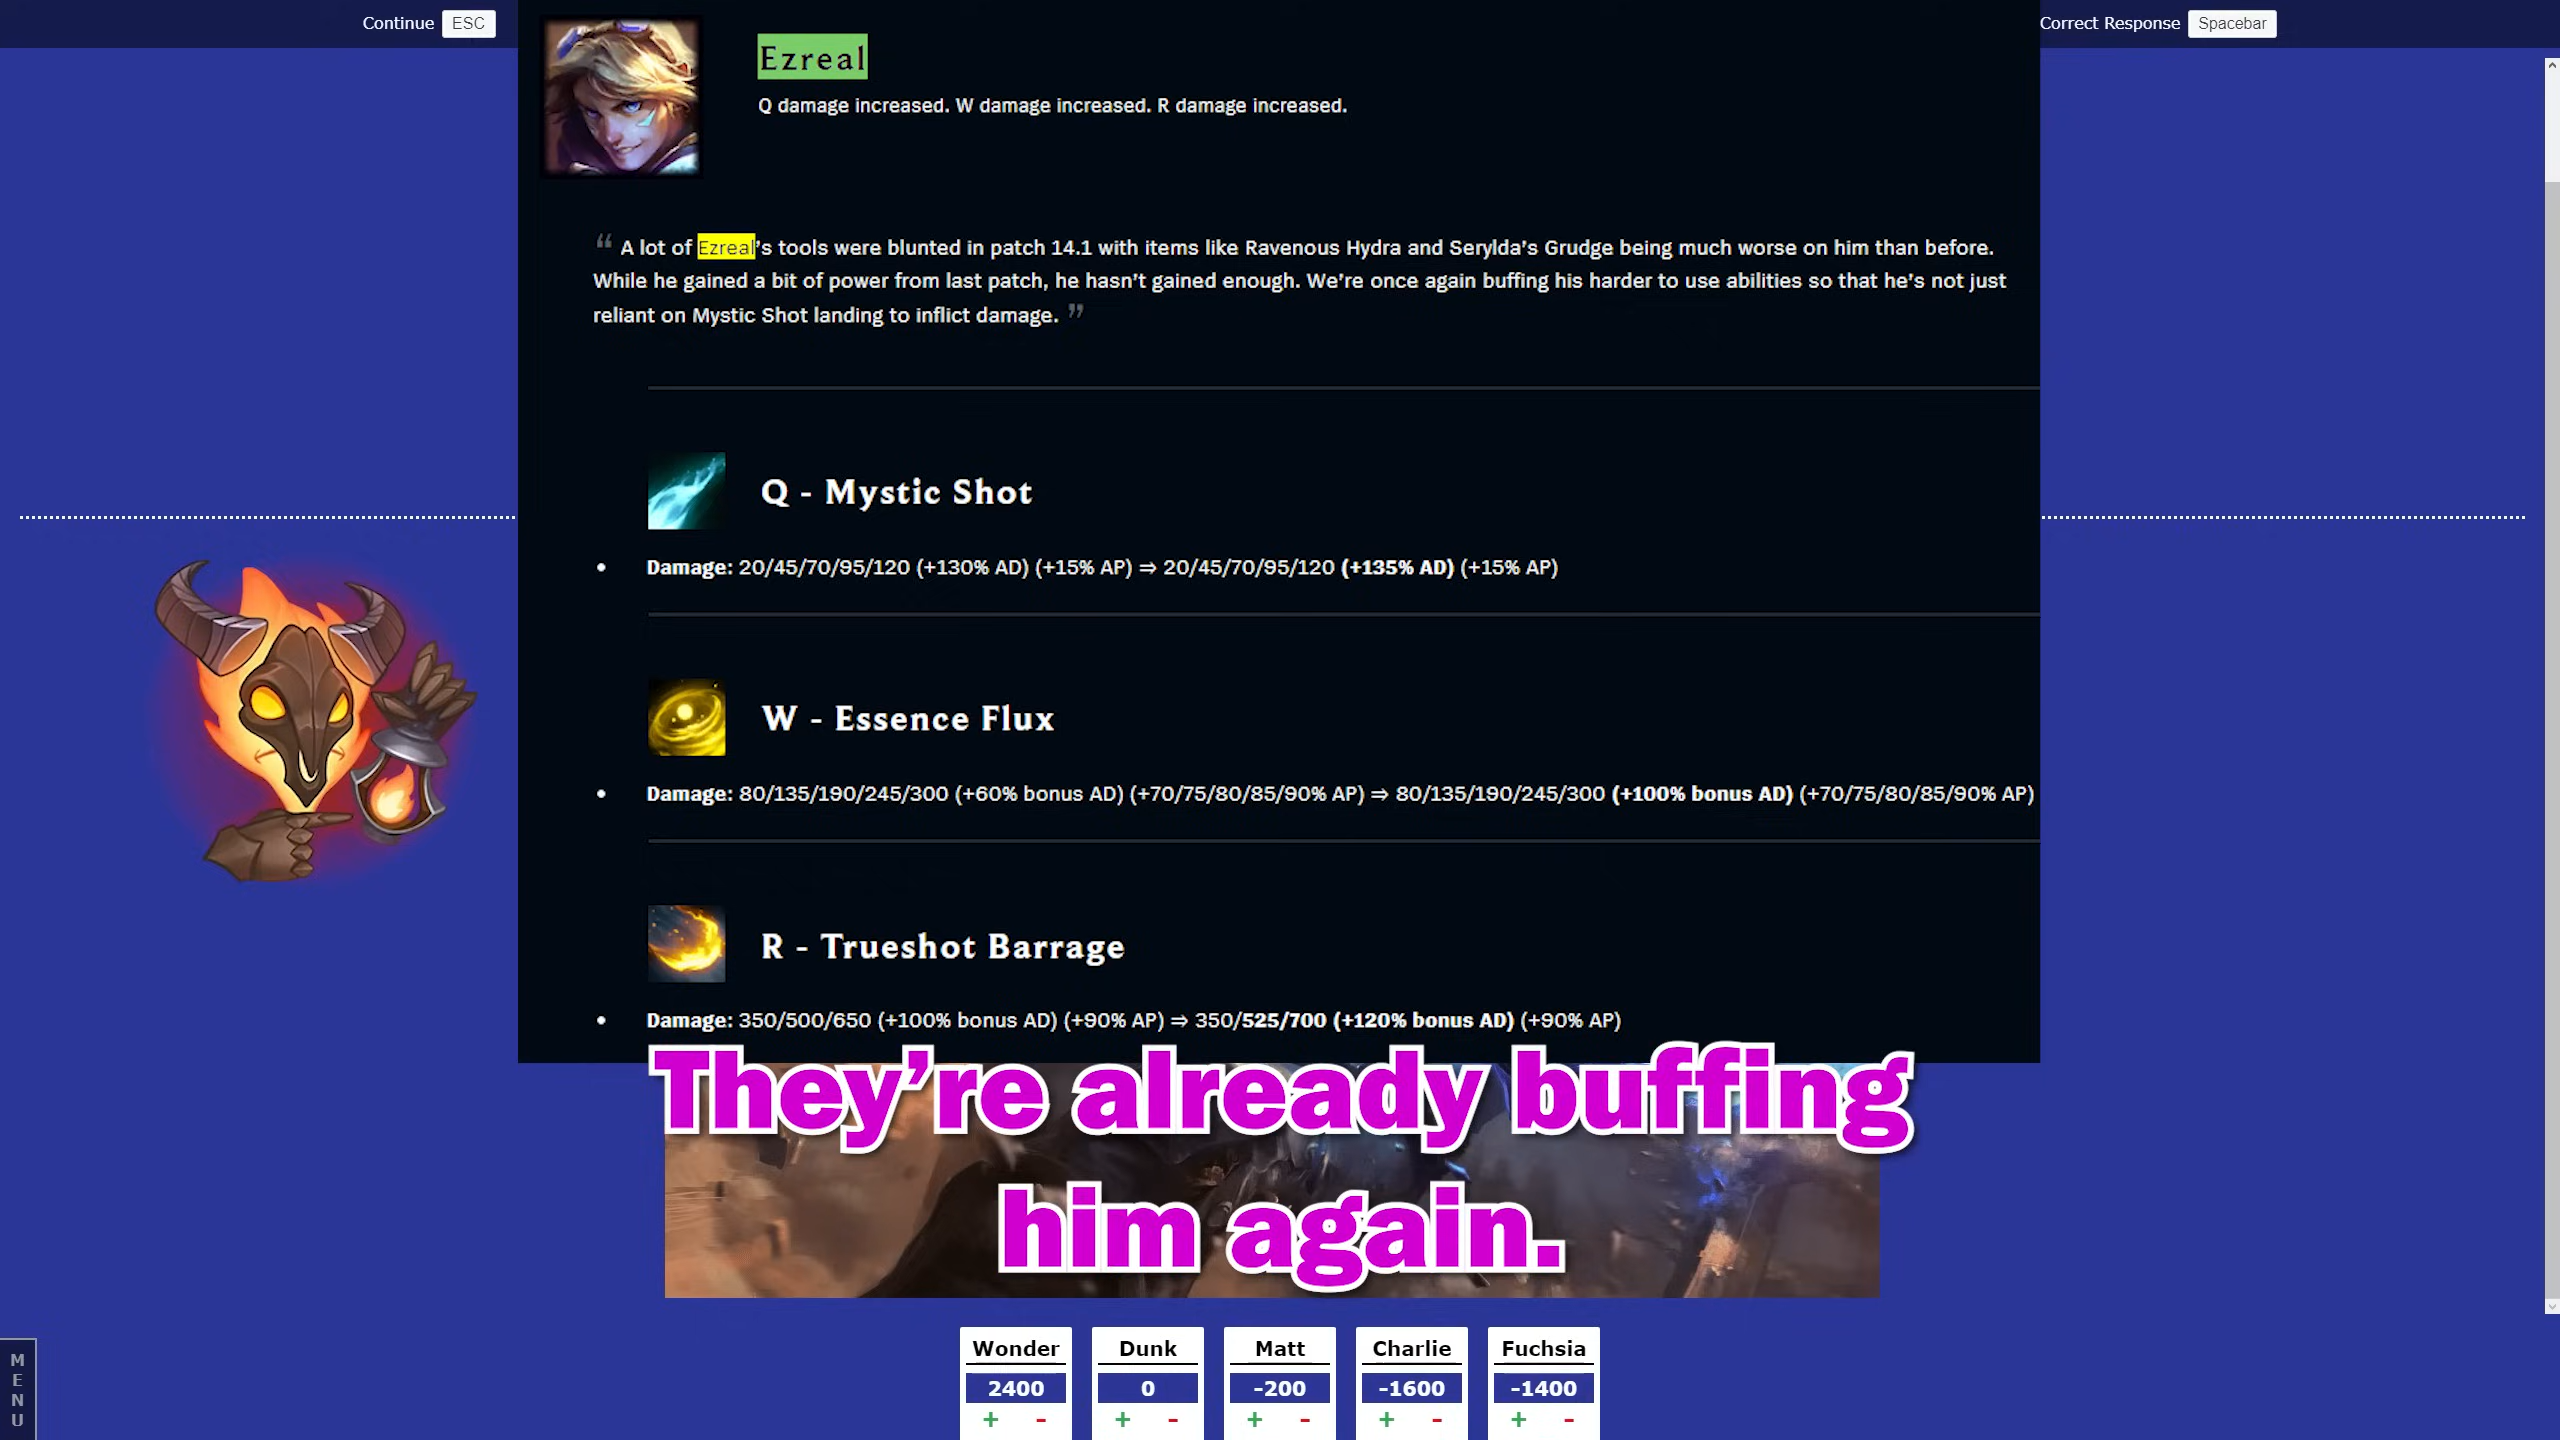 Continue ESC
Correct Response Spacebar
Ezreal
Q damage increased. W damage increased. R damage increased.
“ A lot of Ezreal’s tools were blunted in patch 14.1 with items like Ravenous Hydra and Serylda’s Grudge being much worse on him than before.
While he gained a bit of power from last patch, he hasn’t gained enough. We’re once again buffing his harder to use abilities so that he’s not just
reliant on Mystic Shot landing to inflict damage. ”
Q - Mystic Shot
• Damage: 20/45/70/95/120 (+130% AD) (+15% AP) ⇒ 20/45/70/95/120 (+135% AD) (+15% AP)
W - Essence Flux
• Damage: 80/135/190/245/300 (+60% bonus AD) (+70/75/80/85/90% AP) ⇒ 80/135/190/245/300 (+100% bonus AD) (+70/75/80/85/90% AP)
R - Trueshot Barrage
• Damage: 350/500/650 (+100% bonus AD) (+90% AP) ⇒ 350/525/700 (+120% bonus AD) (+90% AP)
They’re already buffing
him again.
MENU
Wonder Dunk Matt Charlie Fuchsia
2400 0 -200 -1600 -1400
+ - + - + - + - + -